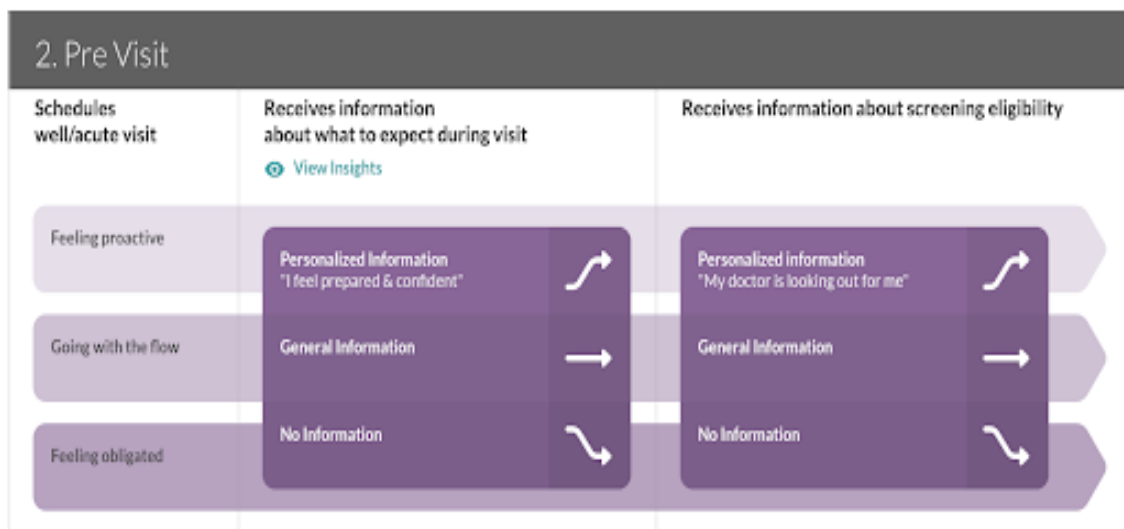 2. Pre Visit
Schedules
well/acute visit
Receives information
about what to expect during visit
View Insights
Receives information about screening eligibility
Feeling proactive
Personalized Information
"I feel prepared & confident"
Personalized information
"My doctor is looking out for me"
Going with the flow
General Information
General Information
Feeling obligated
No Information
No Information